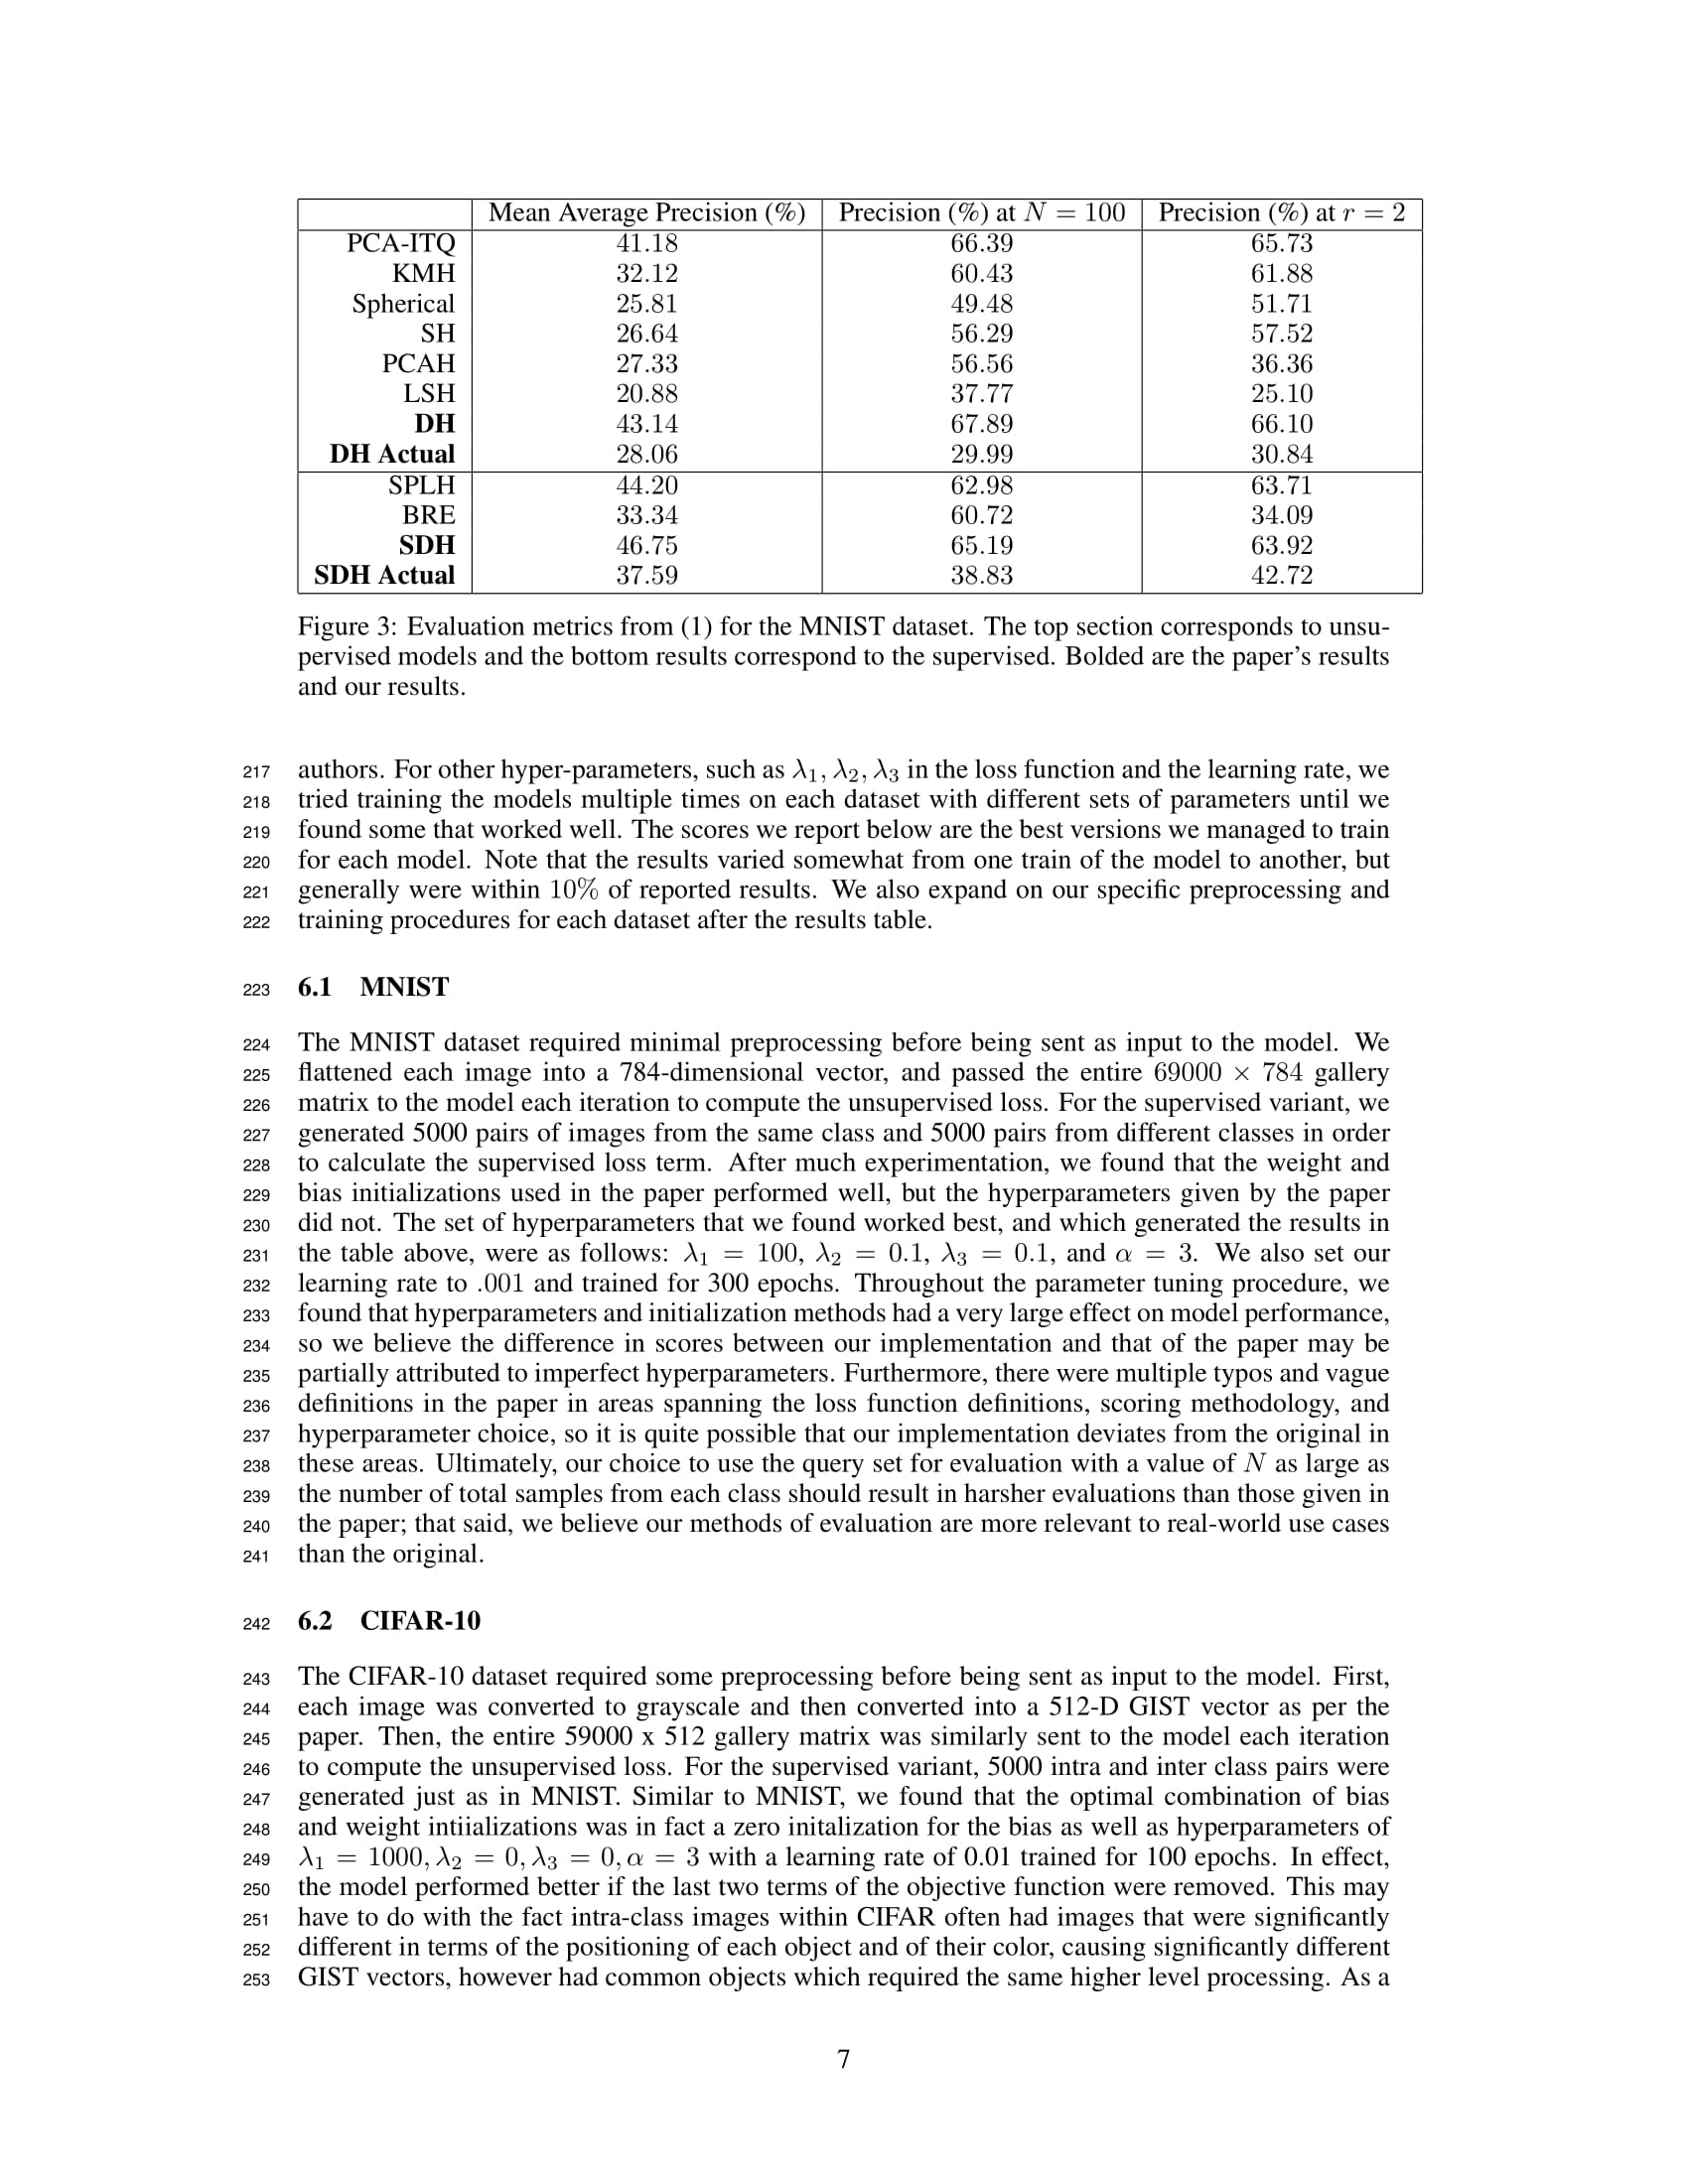 Mean Average Precision (%) Precision (%) at N = 100 Precision (%) at r = 2
PCA-ITQ 41.18 66.39 65.73
KMH 32.12 60.43 61.88
Spherical 25.81 49.48 51.71
SH 26.64 56.29 57.52
PCAH 27.33 56.56 36.36
LSH 20.88 37.77 25.10
DH 43.14 67.89 66.10
DH Actual 28.06 29.99 30.84
SPLH 44.20 62.98 63.71
BRE 33.34 60.72 34.09
SDH 46.75 65.19 63.92
SDH Actual 37.59 38.83 42.72
Figure 3: Evaluation metrics from (1) for the MNIST dataset. The top section corresponds to unsu-
pervised models and the bottom results correspond to the supervised. Bolded are the paper's results
and our results.
217 authors. For other hyper-parameters, such as λ₁, λ₂, λ₃ in the loss function and the learning rate, we
218 tried training the models multiple times on each dataset with different sets of parameters until we
219 found some that worked well. The scores we report below are the best versions we managed to train
220 for each model. Note that the results varied somewhat from one train of the model to another, but
221 generally were within 10% of reported results. We also expand on our specific preprocessing and
222 training procedures for each dataset after the results table.
223 6.1 MNIST
224 The MNIST dataset required minimal preprocessing before being sent as input to the model. We
225 flattened each image into a 784-dimensional vector, and passed the entire 69000 × 784 gallery
226 matrix to the model each iteration to compute the unsupervised loss. For the supervised variant, we
227 generated 5000 pairs of images from the same class and 5000 pairs from different classes in order
228 to calculate the supervised loss term. After much experimentation, we found that the weight and
229 bias initializations used in the paper performed well, but the hyperparameters given by the paper
230 did not. The set of hyperparameters that we found worked best, and which generated the results in
231 the table above, were as follows: λ₁ = 100, λ₂ = 0.1, λ₃ = 0.1, and α = 3. We also set our
232 learning rate to .001 and trained for 300 epochs. Throughout the parameter tuning procedure, we
233 found that hyperparameters and initialization methods had a very large effect on model performance,
234 so we believe the difference in scores between our implementation and that of the paper may be
235 partially attributed to imperfect hyperparameters. Furthermore, there were multiple typos and vague
236 definitions in the paper in areas spanning the loss function definitions, scoring methodology, and
237 hyperparameter choice, so it is quite possible that our implementation deviates from the original in
238 these areas. Ultimately, our choice to use the query set for evaluation with a value of N as large as
239 the number of total samples from each class should result in harsher evaluations than those given in
240 the paper; that said, we believe our methods of evaluation are more relevant to real-world use cases
241 than the original.
242 6.2 CIFAR-10
243 The CIFAR-10 dataset required some preprocessing before being sent as input to the model. First,
244 each image was converted to grayscale and then converted into a 512-D GIST vector as per the
245 paper. Then, the entire 59000 x 512 gallery matrix was similarly sent to the model each iteration
246 to compute the unsupervised loss. For the supervised variant, 5000 intra and inter class pairs were
247 generated just as in MNIST. Similar to MNIST, we found that the optimal combination of bias
248 and weight intiializations was in fact a zero initalization for the bias as well as hyperparameters of
249 λ₁ = 1000, λ₂ = 0, λ₃ = 0, α = 3 with a learning rate of 0.01 trained for 100 epochs. In effect,
250 the model performed better if the last two terms of the objective function were removed. This may
251 have to do with the fact intra-class images within CIFAR often had images that were significantly
252 different in terms of the positioning of each object and of their color, causing significantly different
253 GIST vectors, however had common objects which required the same higher level processing. As a
7